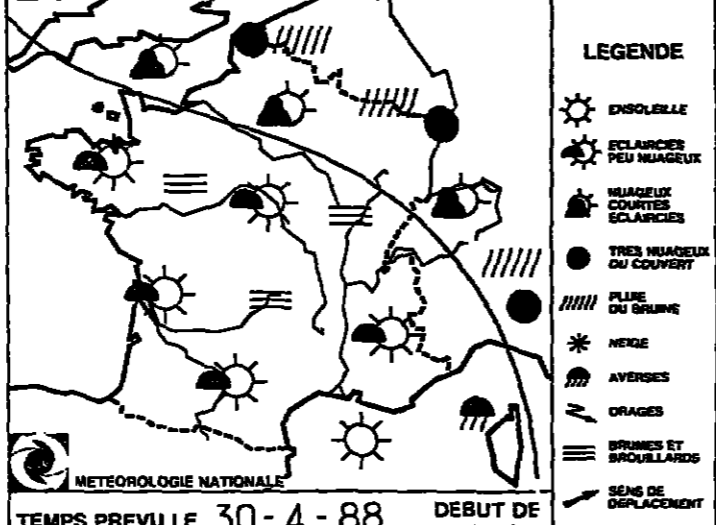 LEGENDE
ENSOLEILLE
ECLAIRCIES
PEU NUAGEUX
NUAGEUX
COURTES
ECLAIRCIES
TRES NUAGEUX
OU COUVERT
PLUIE
OU BRUINE
NEIGE
AVERSES
ORAGES
BRUMES ET
BROUILLARDS
SENS DE
DEPLACEMENT
METEOROLOGIE NATIONALE
TEMPS PREVU LE 30-4-88 DEBUT DE